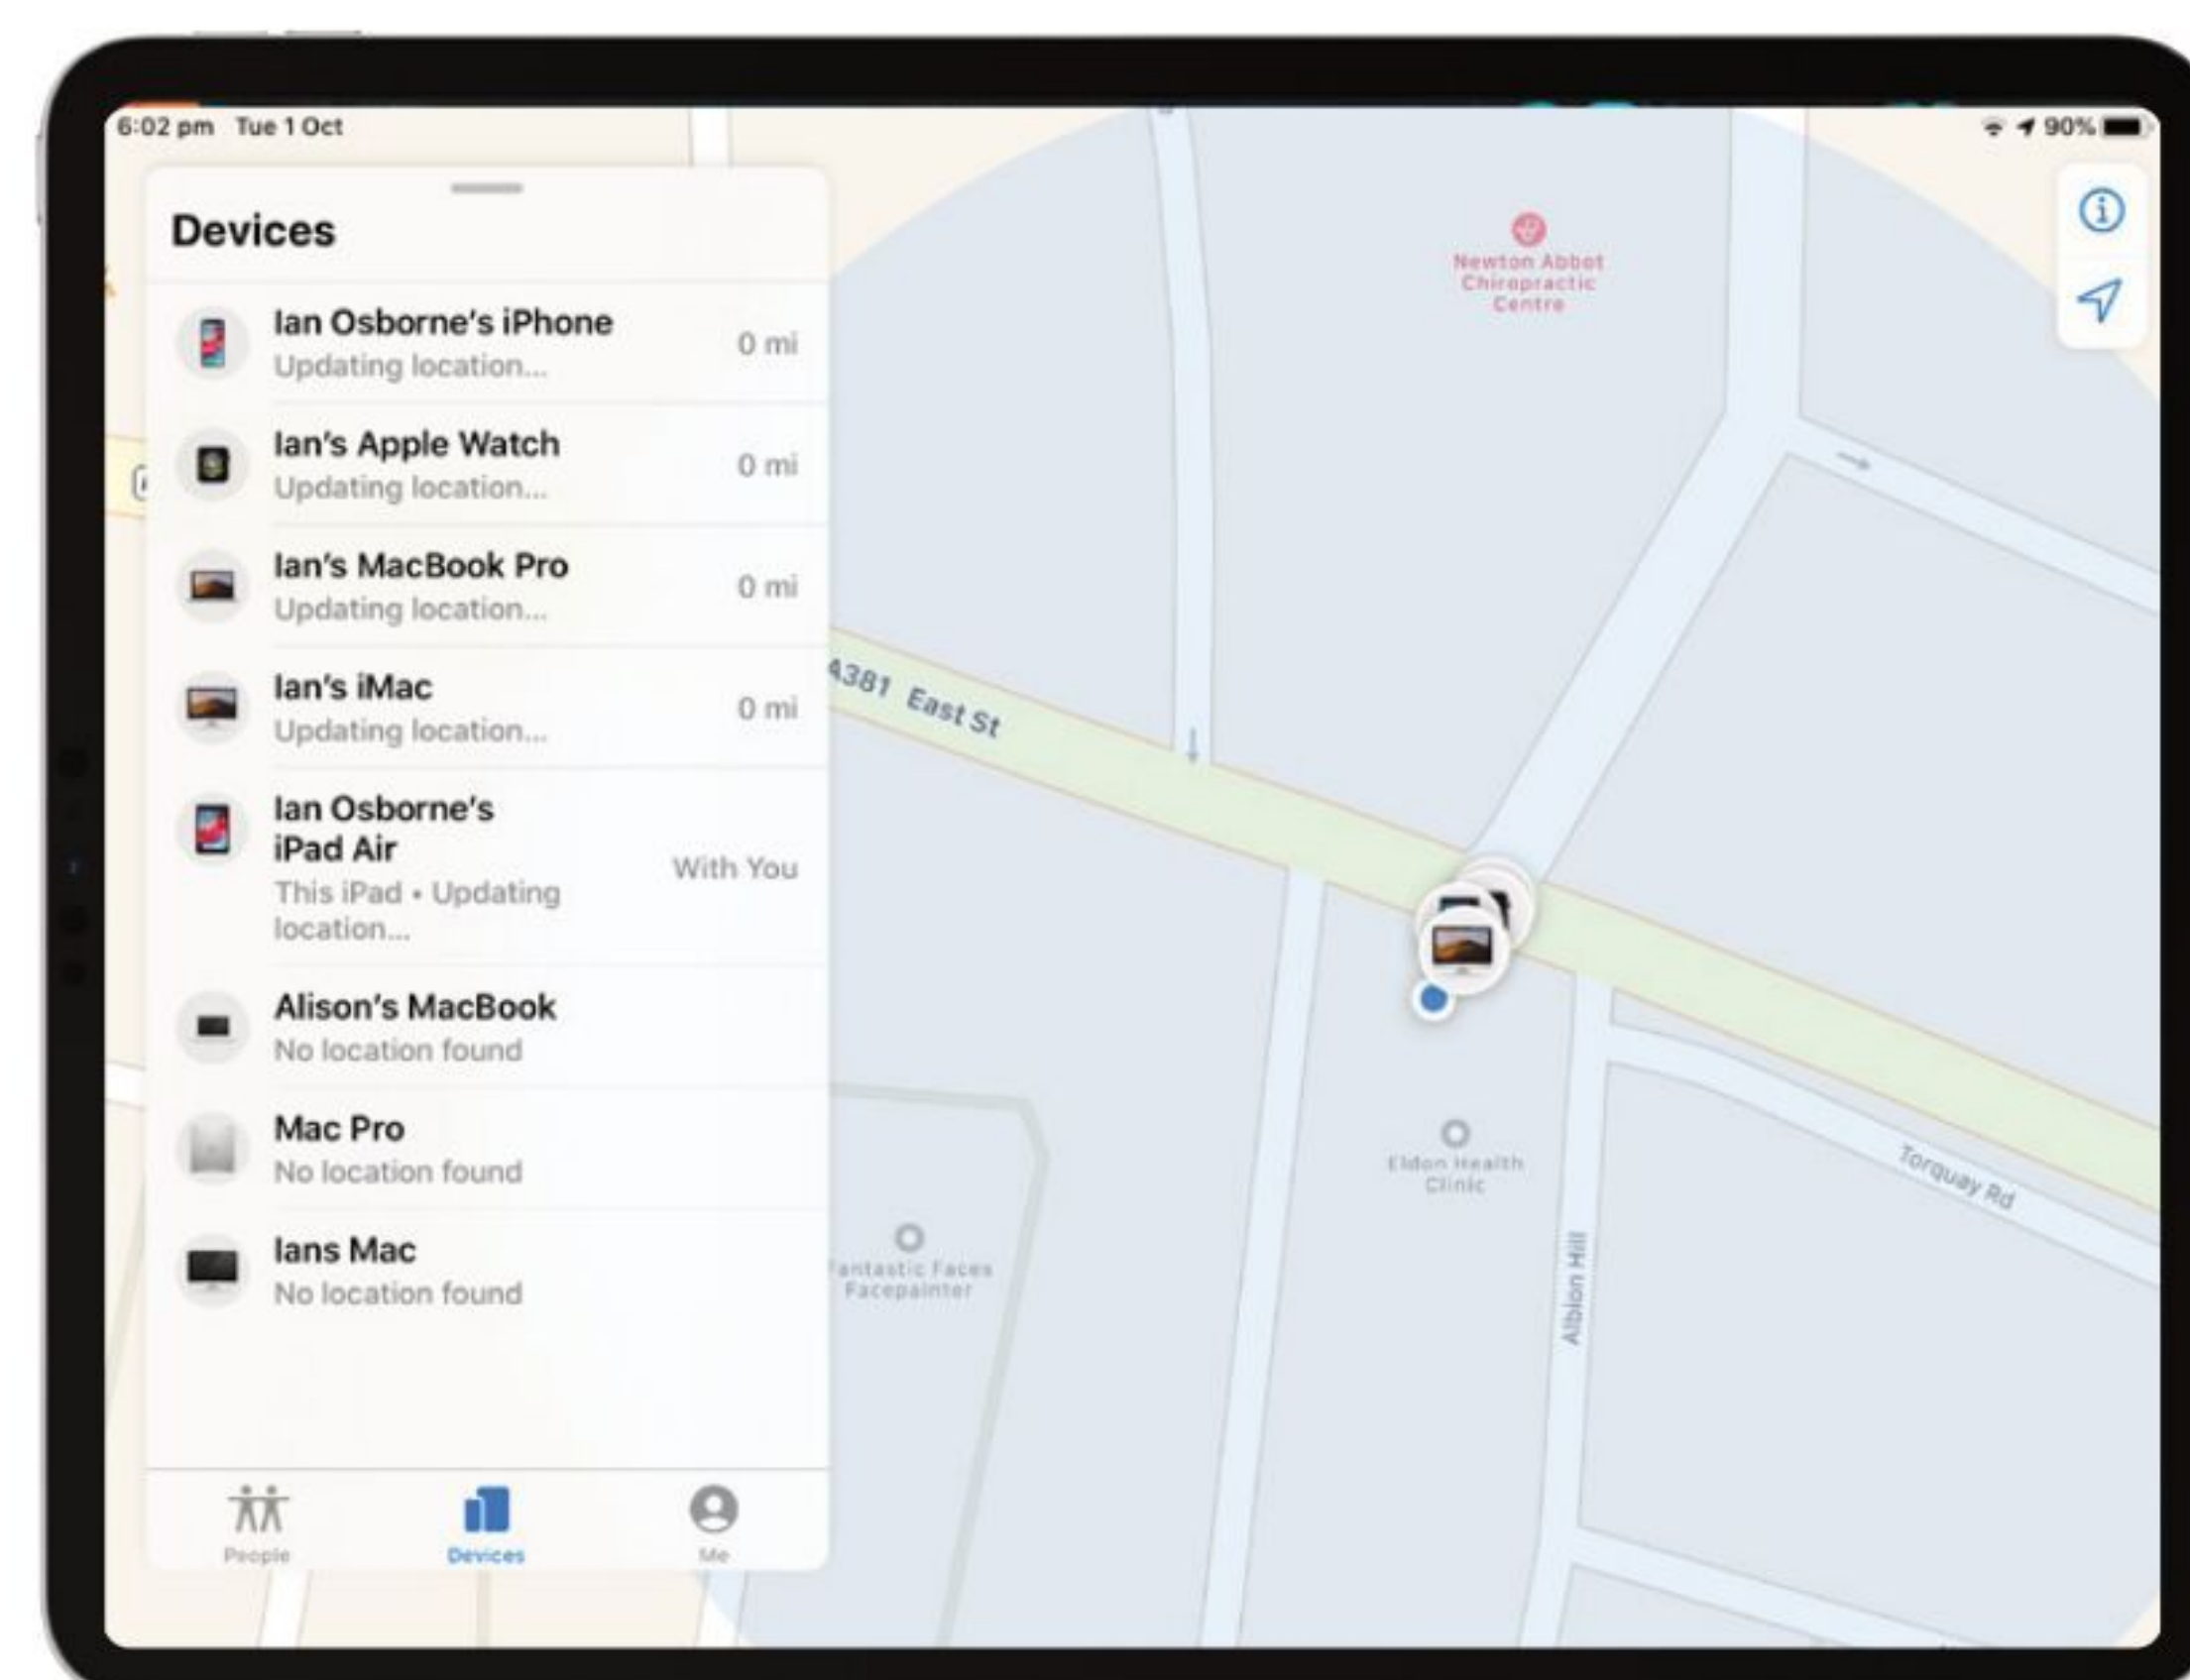 6:02 pm Tue 1 Oct
90%
Devices
Ian Osborne's iPhone
Updating location...
0 mi
Ian's Apple Watch
Updating location...
0 mi
Ian's MacBook Pro
Updating location...
0 mi
Ian's iMac
Updating location...
0 mi
Ian Osborne's
iPad Air
This iPad • Updating
location...
With You
Alison's MacBook
No location found
Mac Pro
No location found
Ians Mac
No location found
People
Devices
Me
Newton Abbot
Chiropractic
Centre
A381 East St
Eldon Health
Clinic
Torquay Rd
Albion Hill
Fantastic Faces
Facepainter